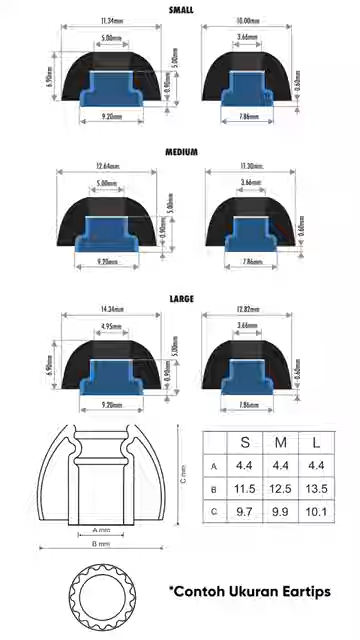 SMALL
11.34mm 10.00mm
5.00mm 3.66mm
6.90mm 0.90mm 5.00mm 0.60mm
9.20mm 7.86mm
MEDIUM
12.64mm 11.30mm
5.00mm 3.66mm
0.90mm 5.00mm 0.60mm
9.20mm 7.86mm
LARGE
14.34mm 12.82mm
4.95mm 3.66mm
6.90mm 0.90mm 5.00mm 0.60mm
9.20mm 7.86mm
C mm
A mm
B mm
S M L
A 4.4 4.4 4.4
B 11.5 12.5 13.5
C 9.7 9.9 10.1
*Contoh Ukuran Eartips